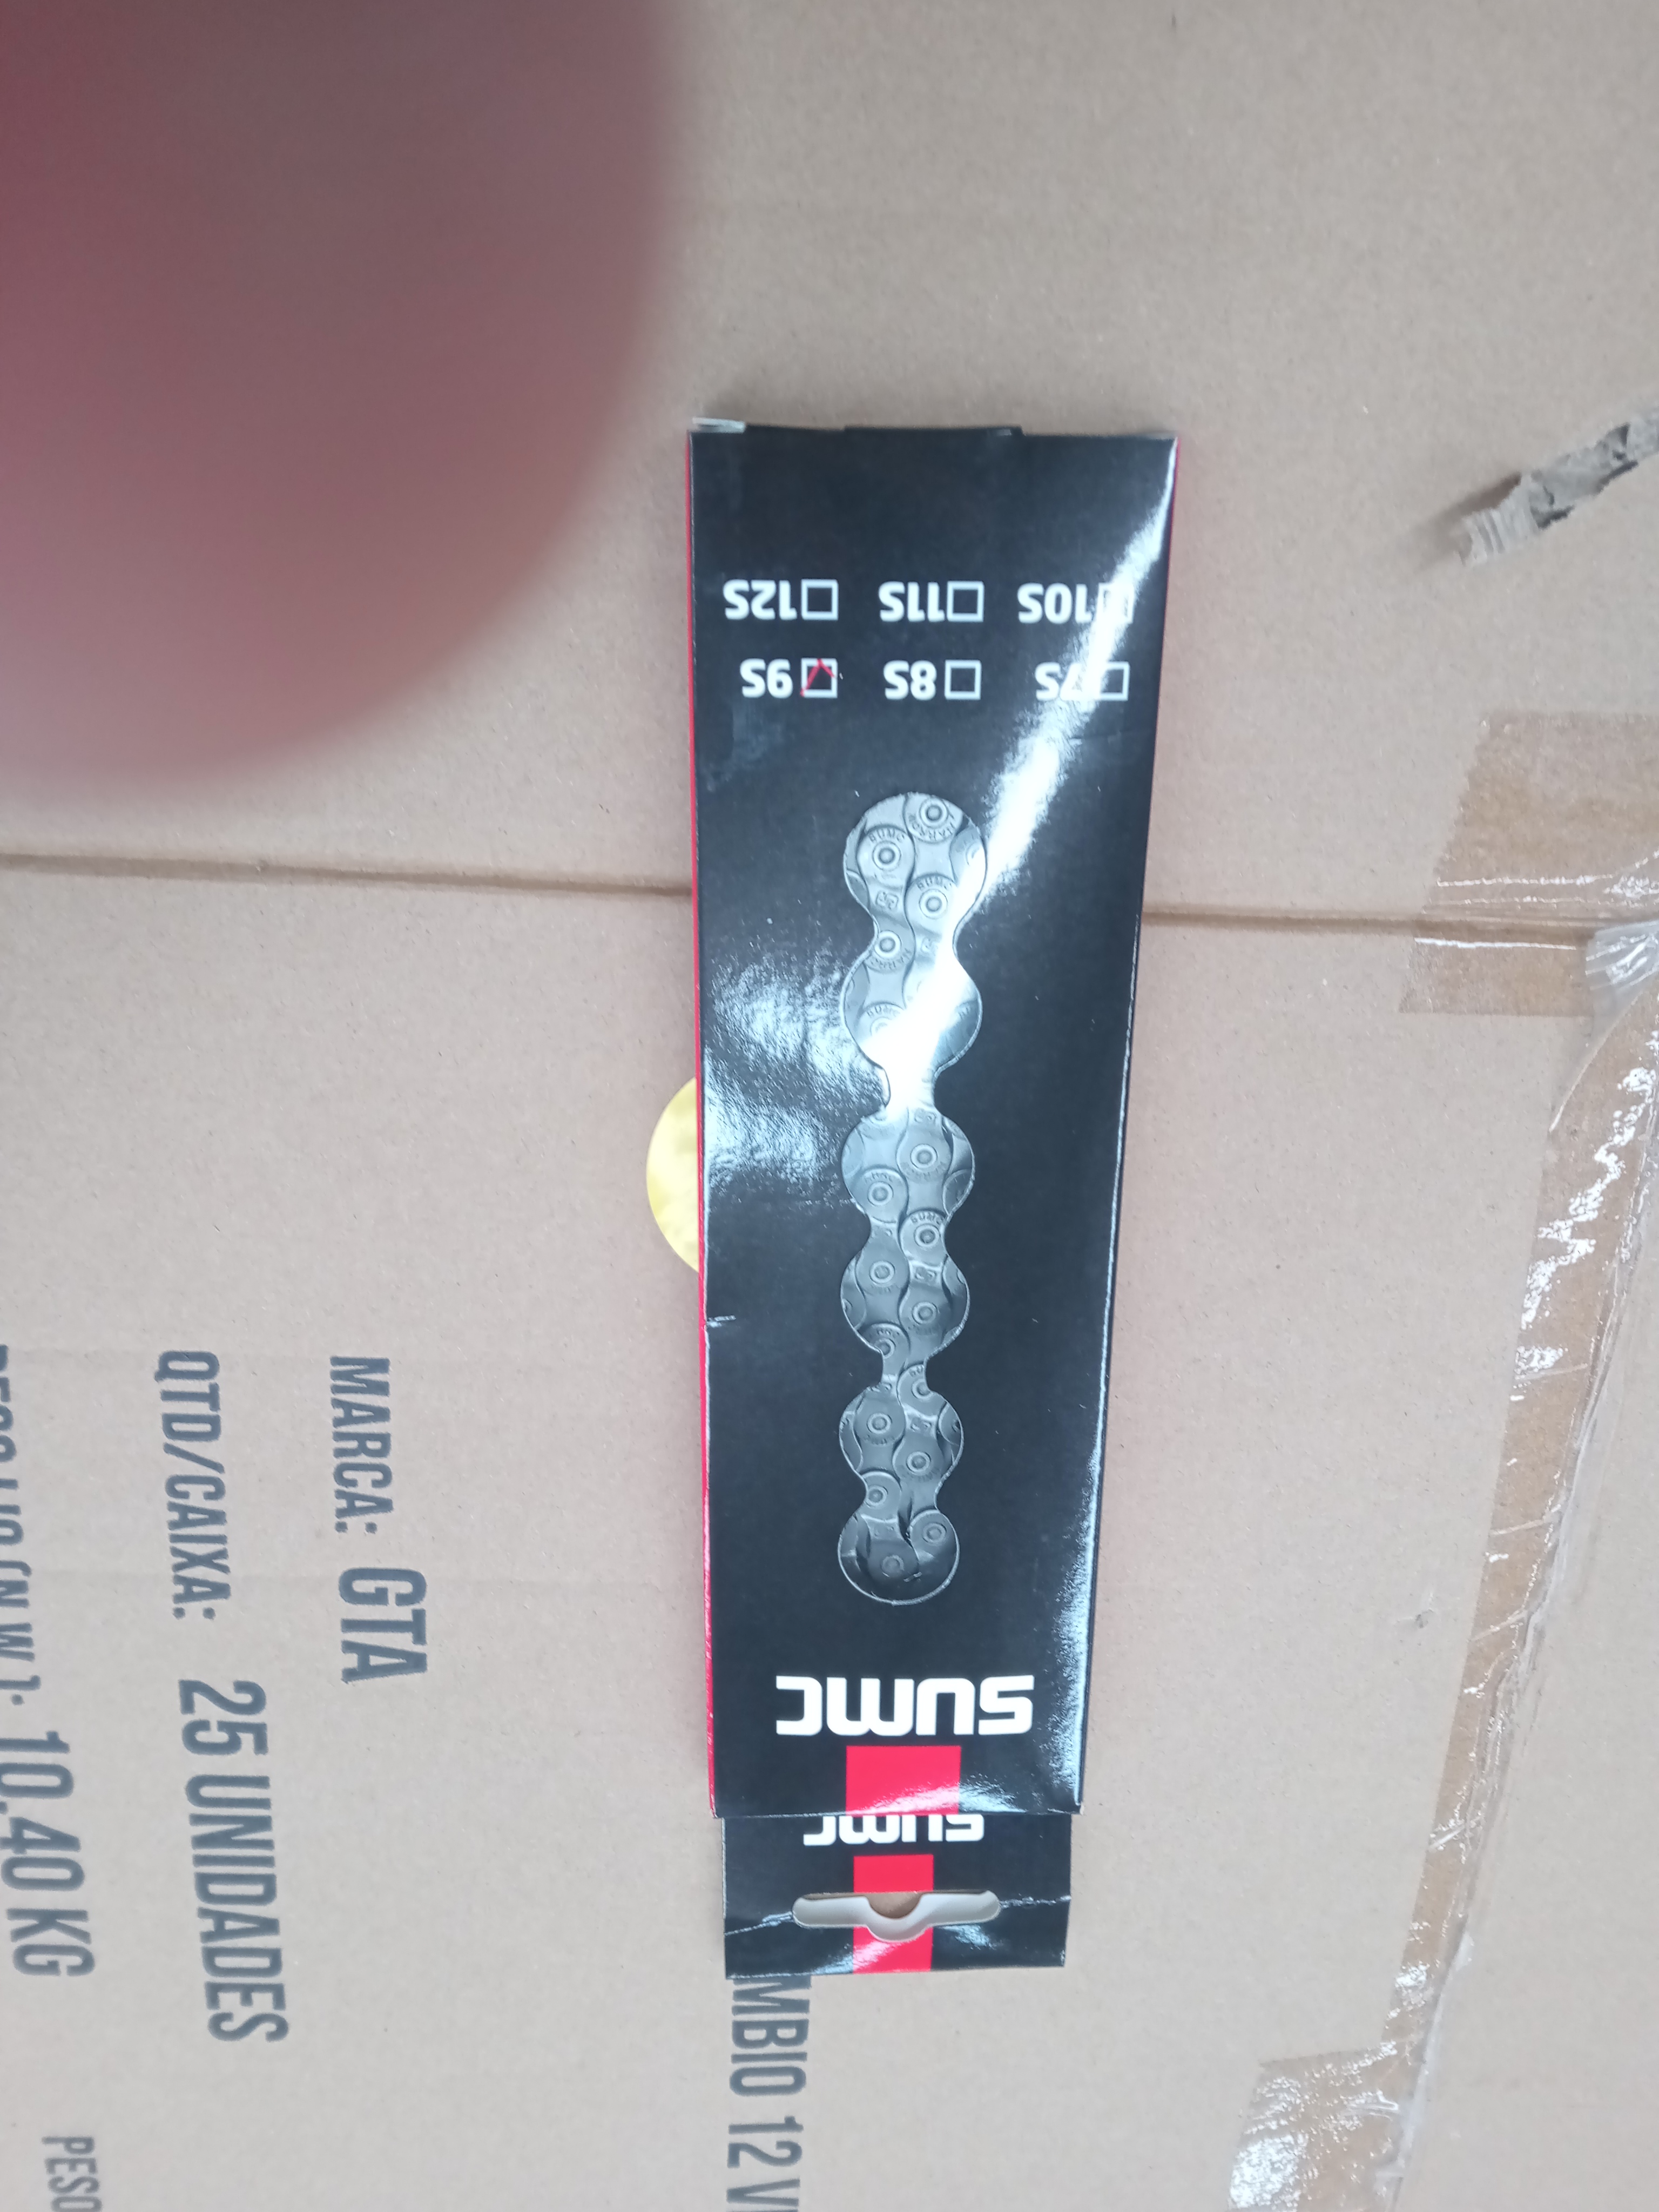 SUMC
SUMC
7S 8S 9S
10S 11S 12S
MARCA: GTA
QTD/CAIXA: 25 UNIDADES
10,40 KG
PESO
12